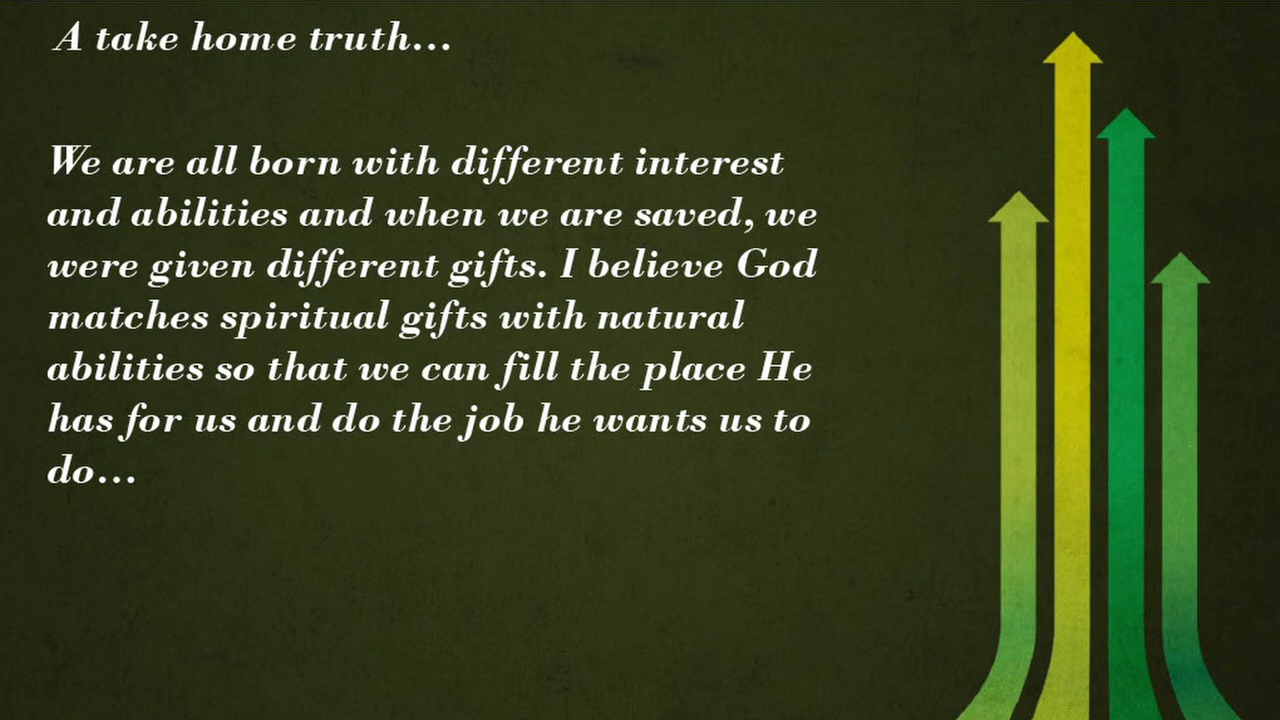 A take home truth...
We are all born with different interest
and abilities and when we are saved, we
were given different gifts. I believe God
matches spiritual gifts with natural
abilities so that we can fill the place He
has for us and do the job he wants us to
do...